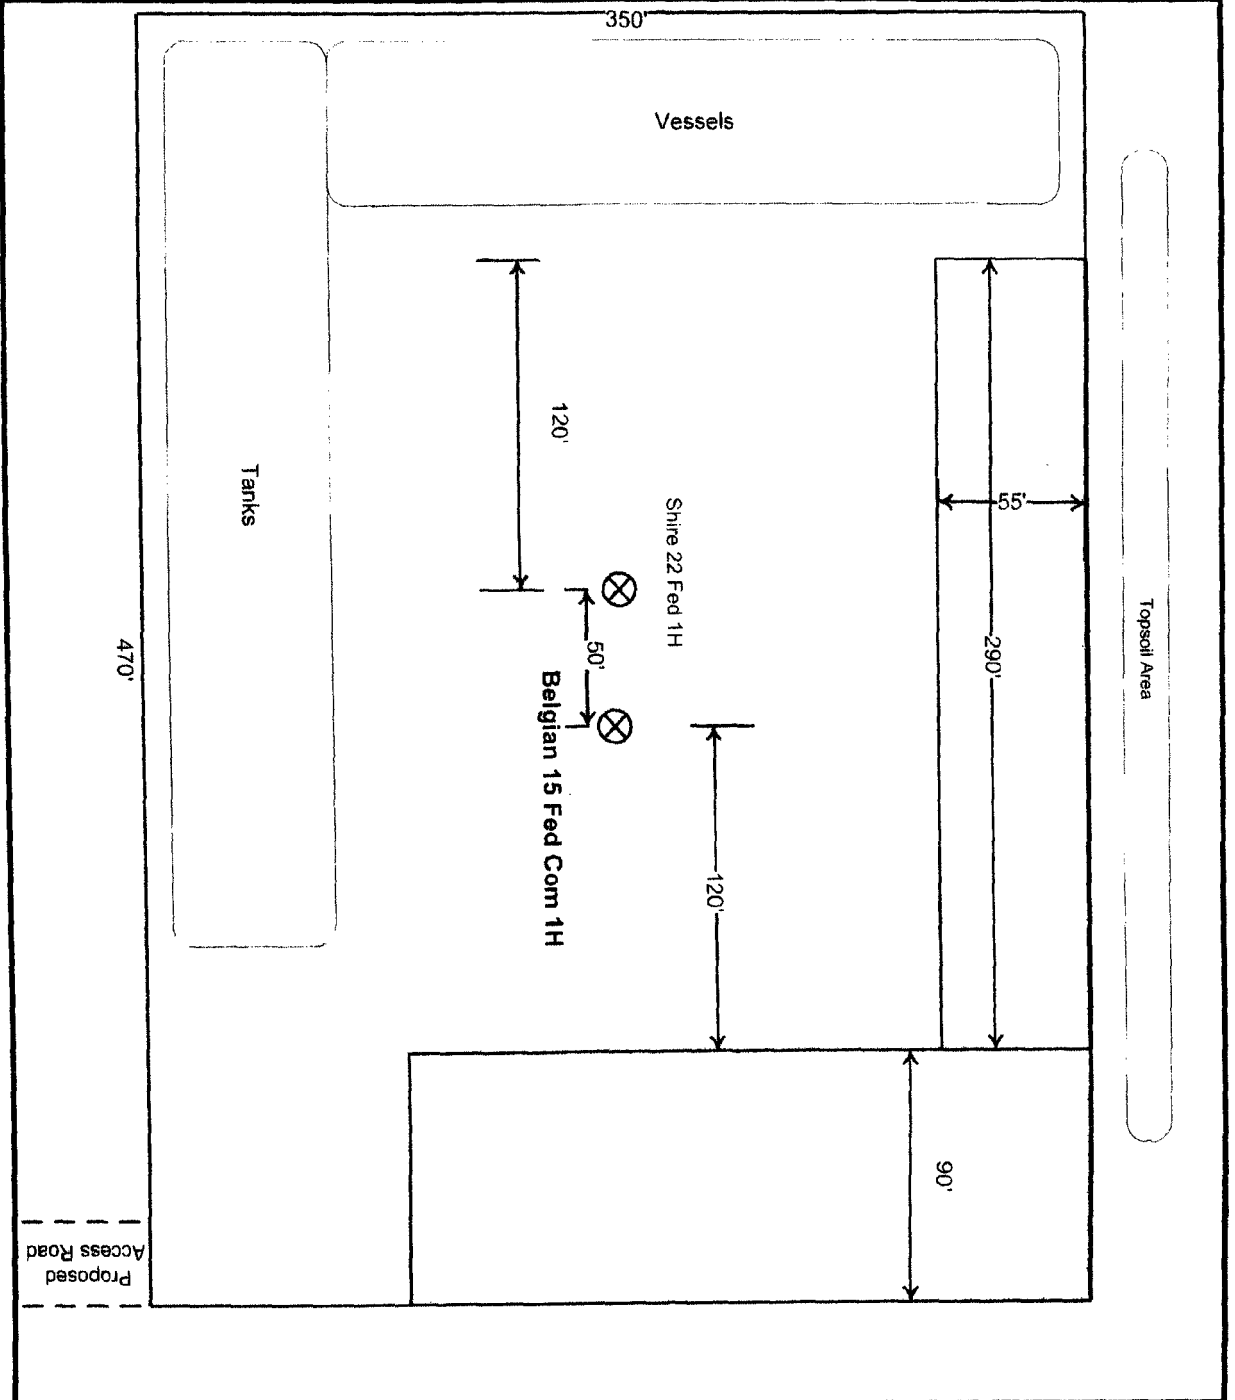 350'
Vessels
120'
55'
Tanks
Shire 22 Fed 1H
Topsoil Area
290'
470'
50'
Belgian 15 Fed Com 1H
120'
90'
Proposed
Access Road